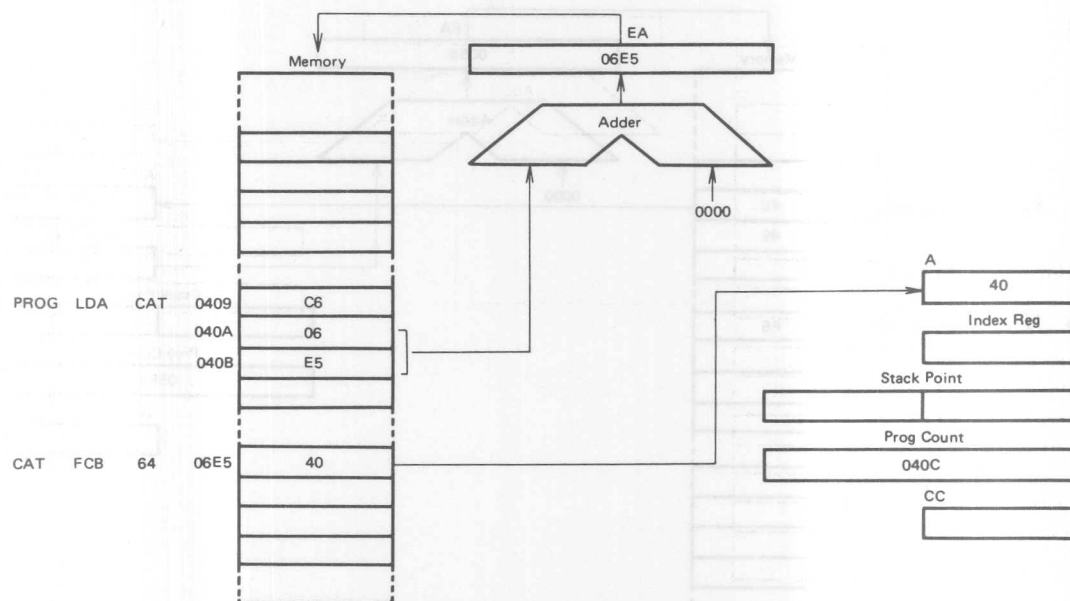 EA
06E5
Memory
Adder
0000
A
40
PROG LDA CAT 0409 C6
Index Reg
040A 06
040B E5
Stack Point
Prog Count
CAT FCB 64 06E5 40
040C
CC